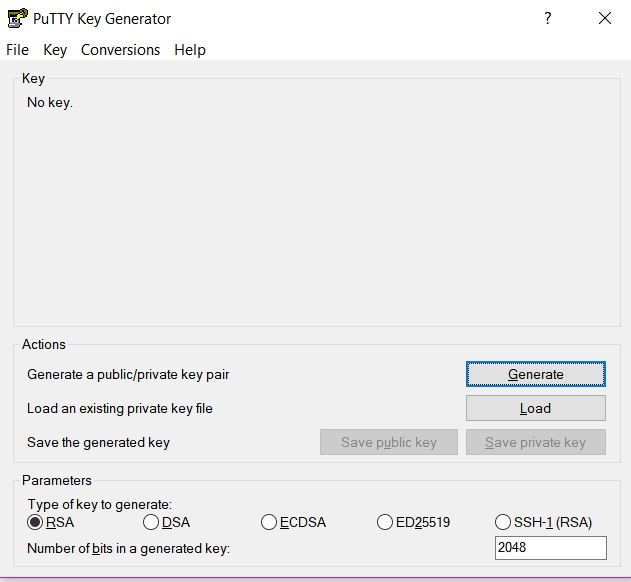 PuTTY Key Generator ?
File Key Conversions Help
Key
No key.
Actions
Generate a public/private key pair Generate
Load an existing private key file Load
Save the generated key Save public key Save private key
Parameters
Type of key to generate:
RSA DSA ECDSA ED25519 SSH-1 (RSA)
Number of bits in a generated key: 2048